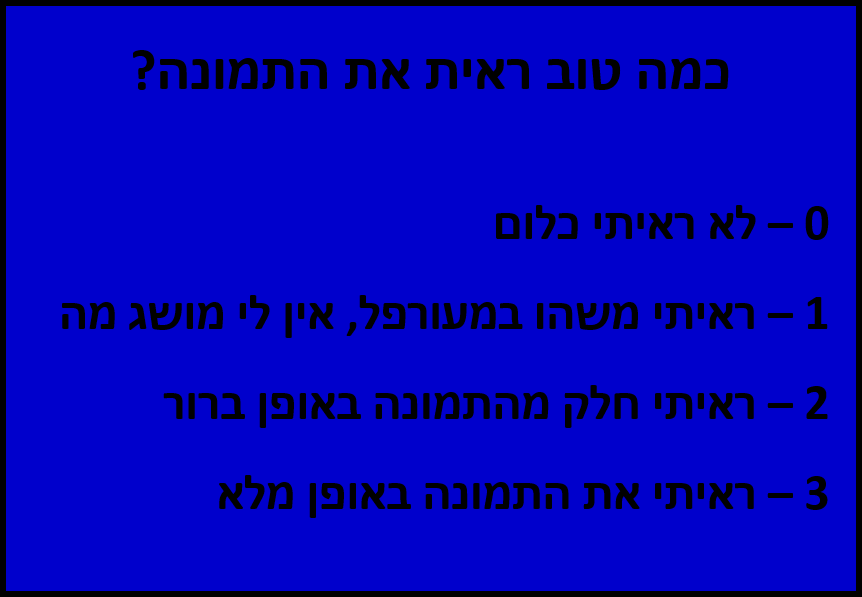 כמה טוב ראית את התמונה?
0 – לא ראיתי כלום
1 – ראיתי משהו במעורפל, אין לי מושג מה
2 – ראיתי חלק מהתמונה באופן ברור
3 – ראיתי את התמונה באופן מלא